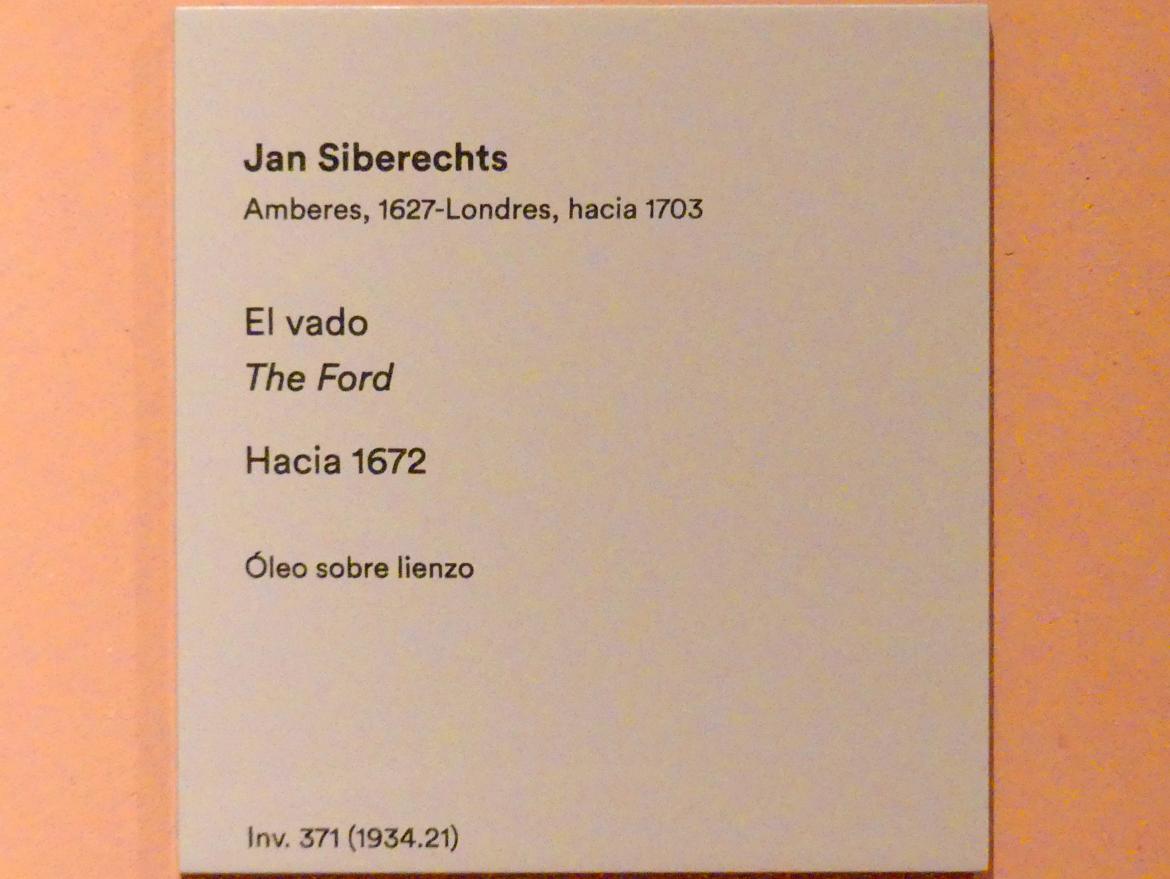 Jan Siberechts
Amberes, 1627-Londres, hacia 1703
El vado
The Ford
Hacia 1672
Óleo sobre lienzo
Inv. 371 (1934.21)